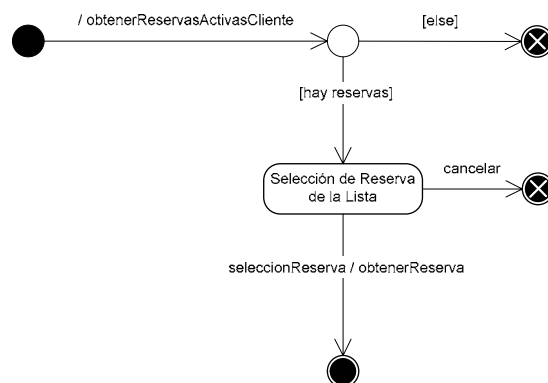 / obtenerReservasActivasCliente
[else]
[hay reservas]
Selección de Reserva
de la Lista
cancelar
seleccionReserva / obtenerReserva